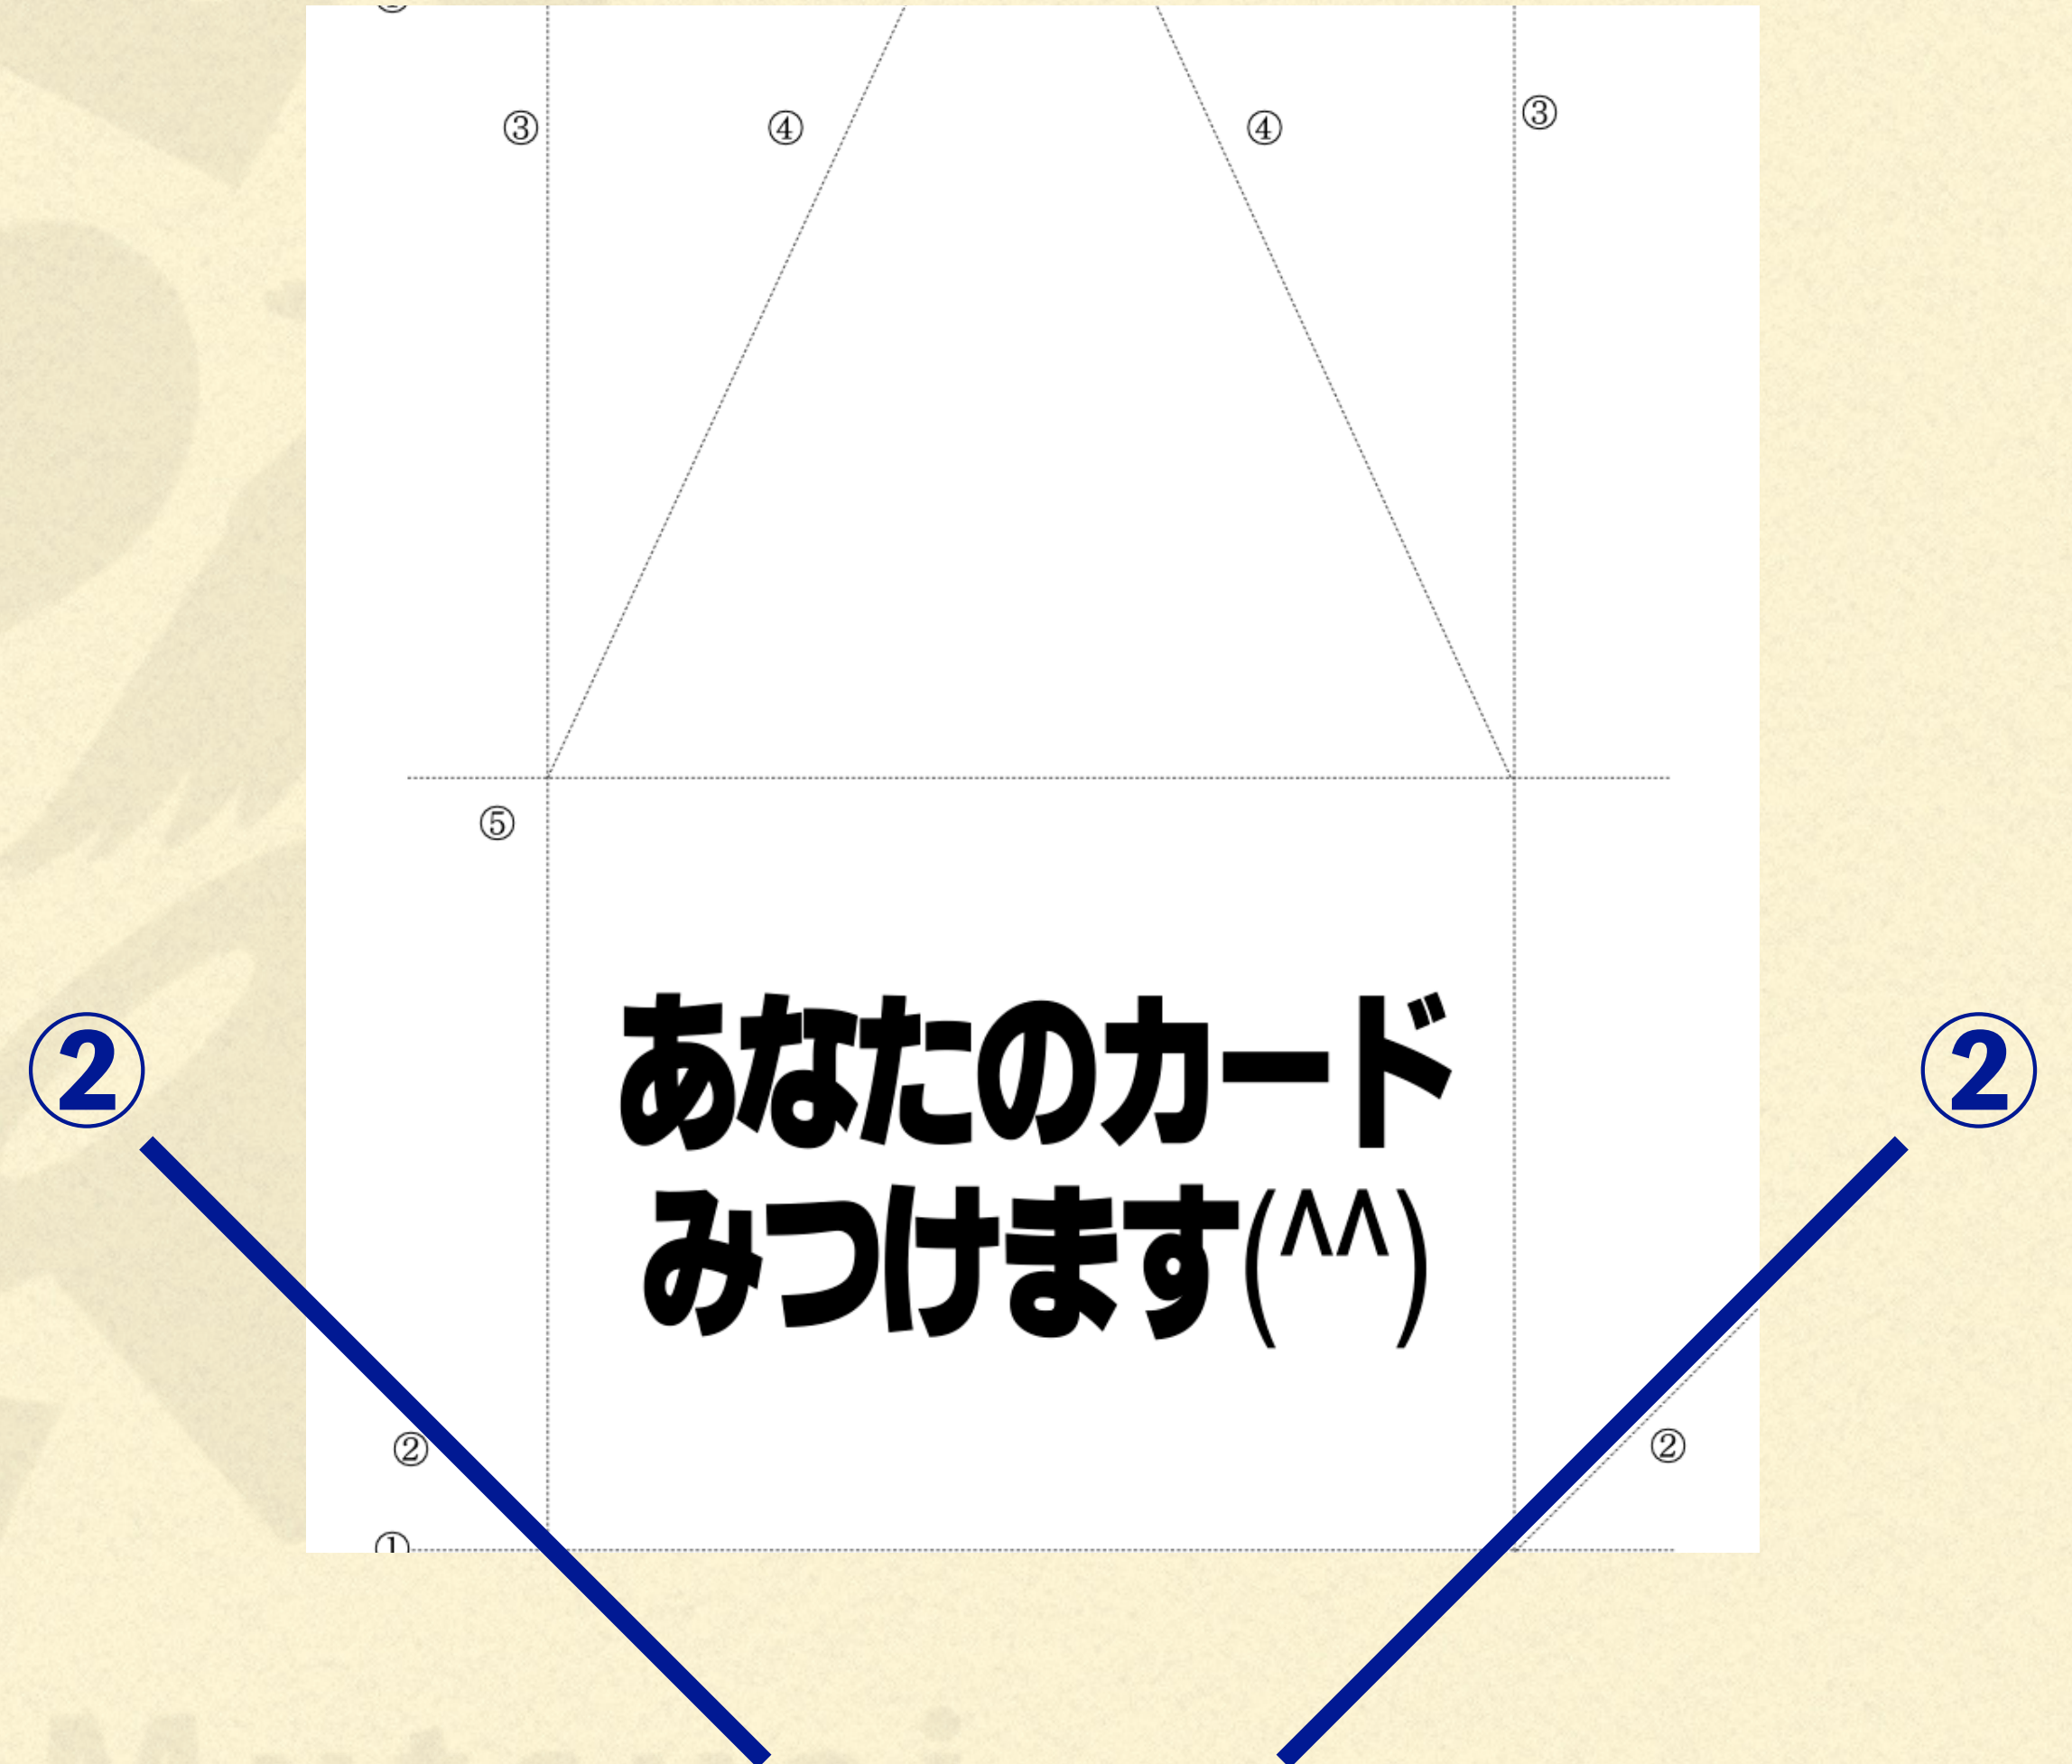 ③ ④ ④ ③
⑤
あなたのカード
② ②
みつけます(^^)
② ②
①